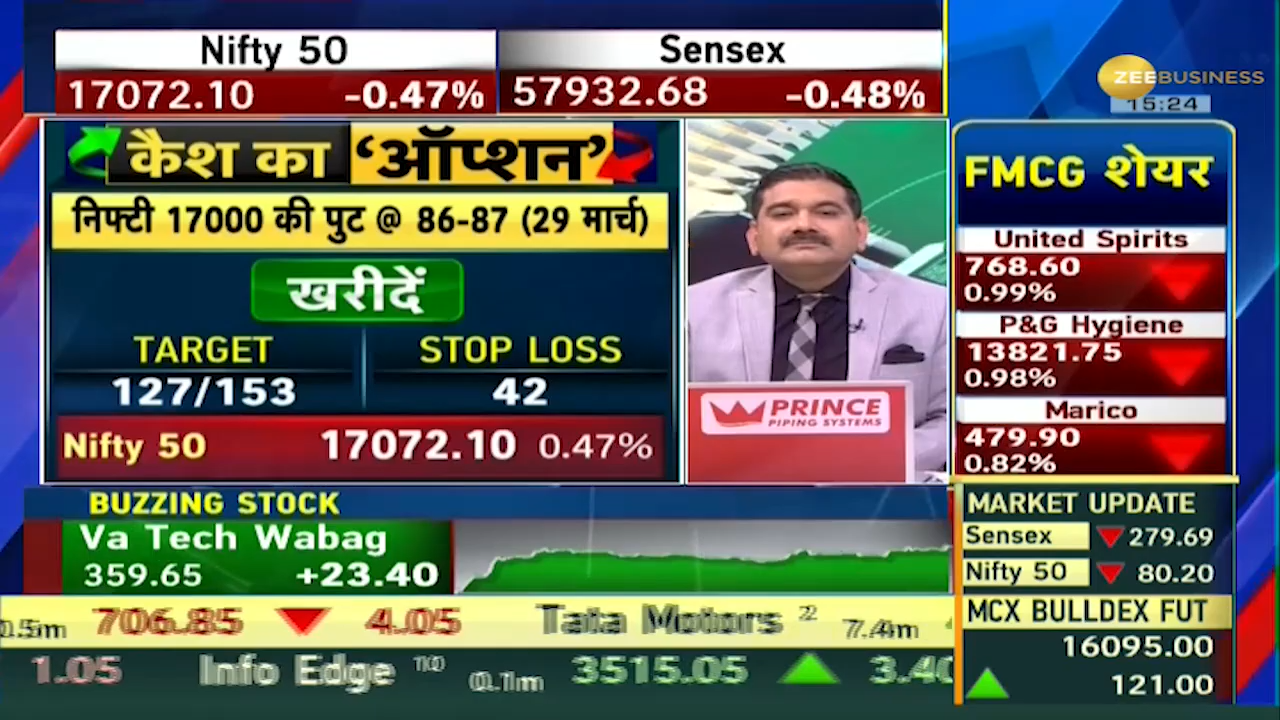 Nifty 50
Sensex
17072.10 -0.47%
57932.68 -0.48%
ZEEBUSINESS
15:24
कैश का 'ऑप्शन'
निफ्टी 17000 की पुट @ 86-87 (29 मार्च)
खरीदें
TARGET
STOP LOSS
127/153
42
Nifty 50 17072.10 0.47%
PRINCE
PIPING SYSTEMS
FMCG शेयर
United Spirits
768.60
0.99%
P&G Hygiene
13821.75
0.98%
Marico
479.90
0.82%
BUZZING STOCK
Va Tech Wabag
359.65 +23.40
MARKET UPDATE
Sensex 279.69
Nifty 50 80.20
MCX BULLDEX FUT
16095.00
121.00
0.5m 706.85 4.05 Tata Motors 7.4m
1.05 Info Edge 0.1m 3515.05 3.40